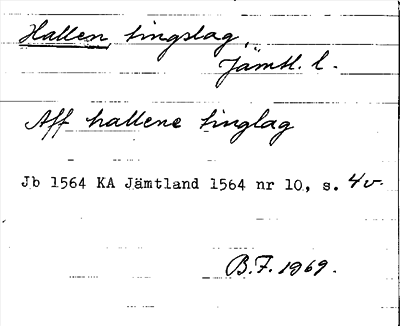 Hallen, tingslag,
Jämtl. l.
Aff hallene tinglag
Jb 1564 KA Jämtland 1564 nr 10, s. 4v.
B.F. 1969.